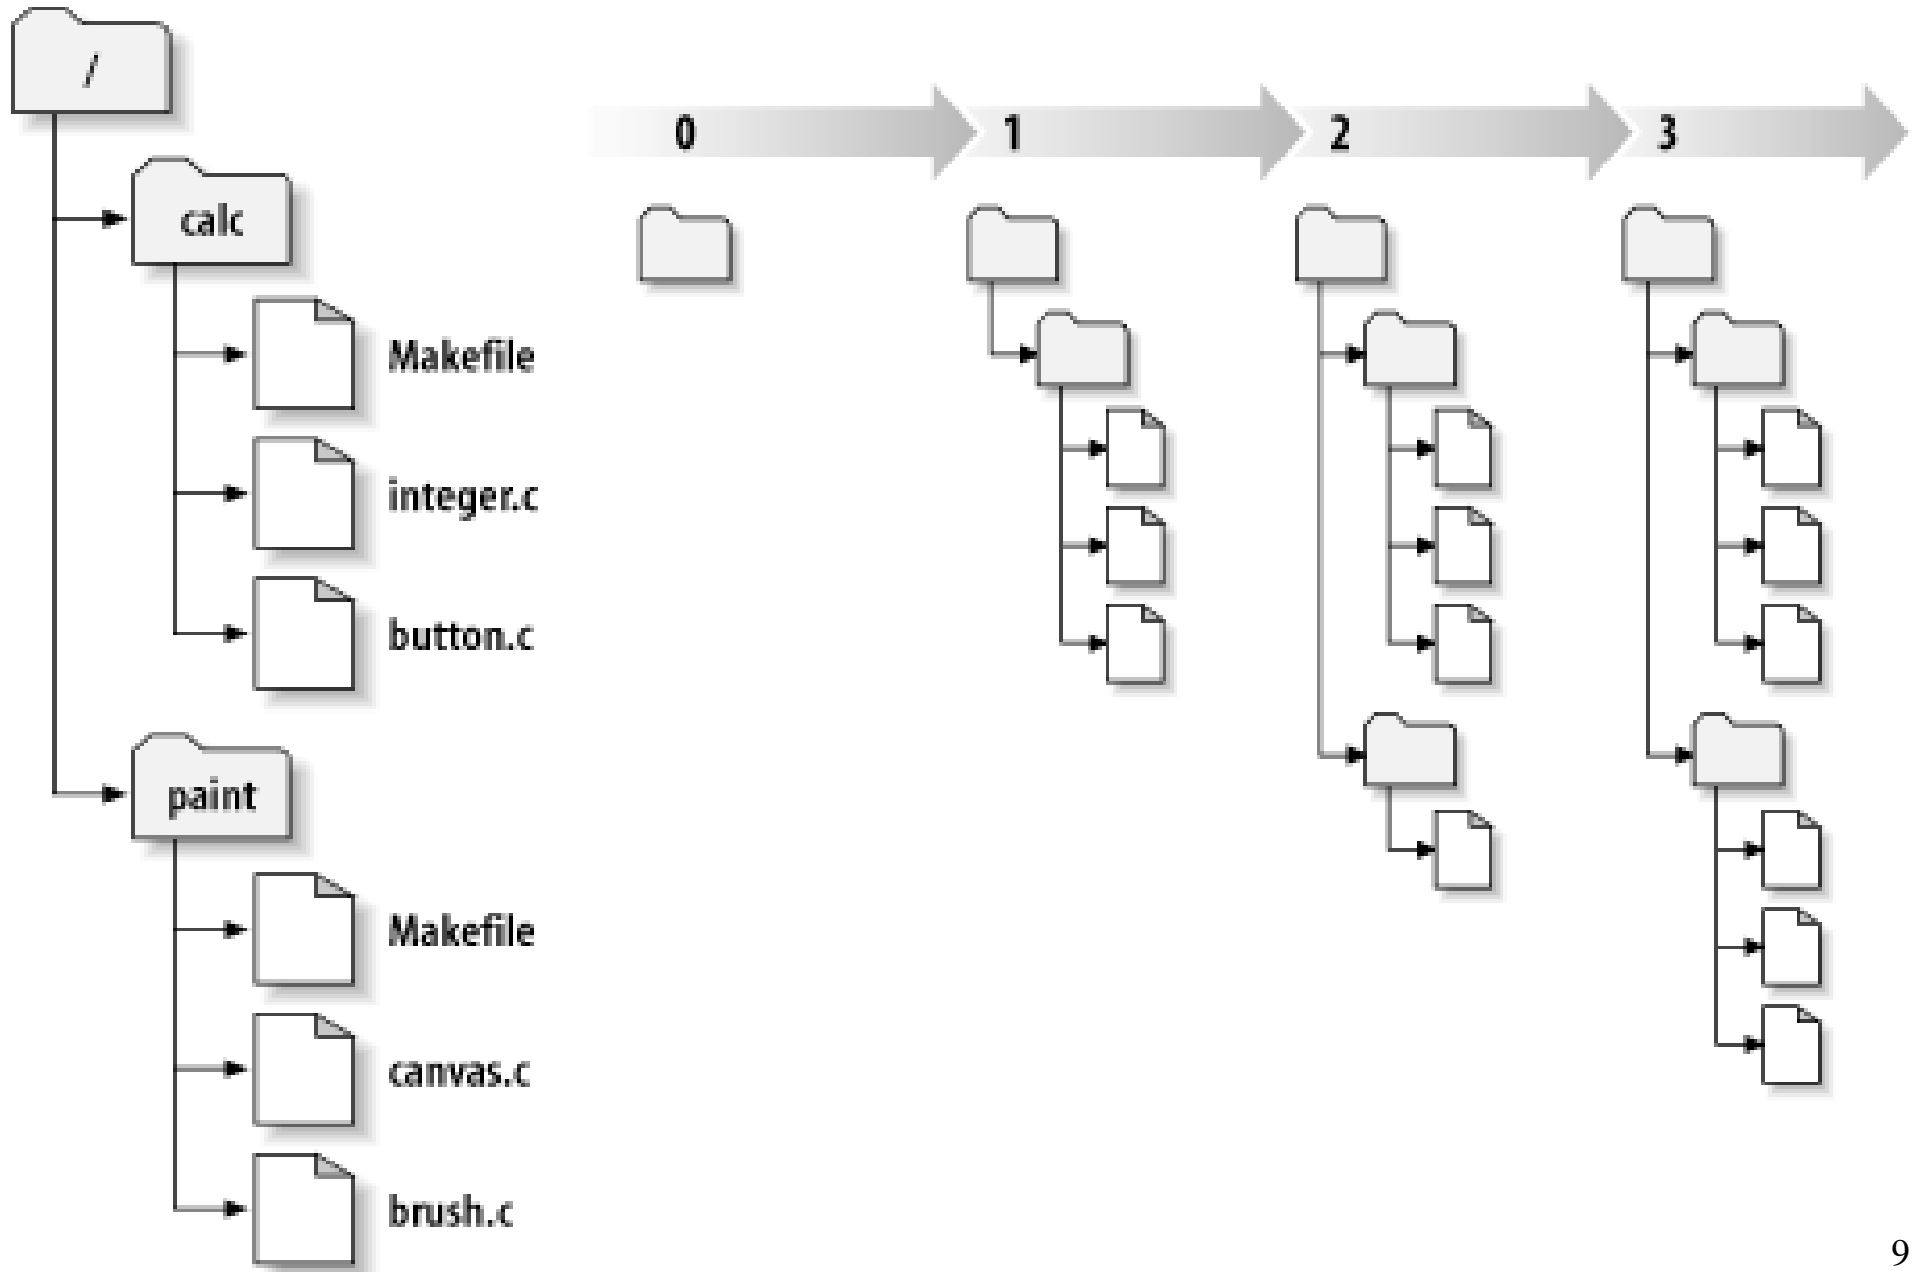 /
calc
Makefile
integer.c
button.c
paint
Makefile
canvas.c
brush.c
0 1 2 3
9